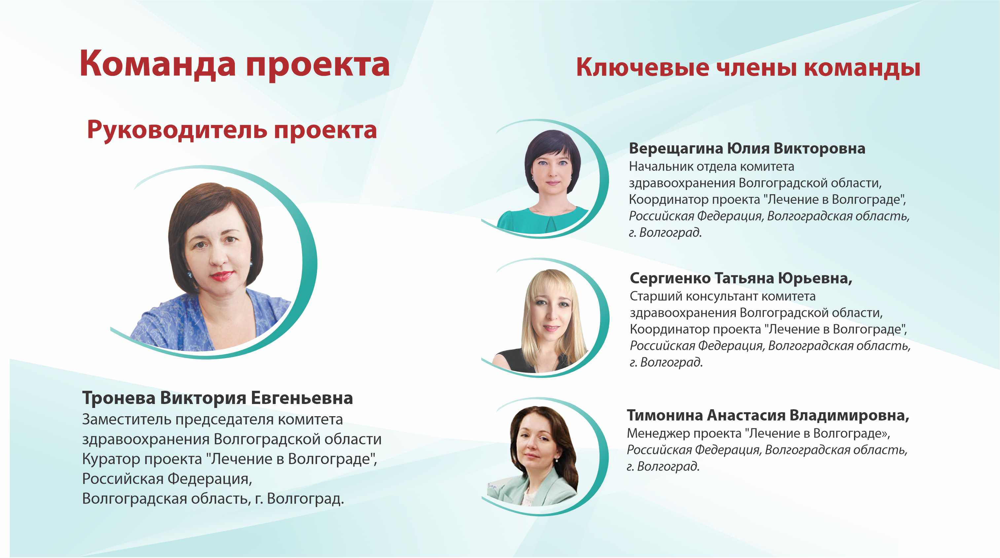 Команда проекта
Руководитель проекта
Тронева Виктория Евгеньевна
Заместитель председателя комитета
здравоохранения Волгоградской области
Куратор проекта "Лечение в Волгограде",
Российская Федерация,
Волгоградская область, г. Волгоград.
Ключевые члены команды
Верещагина Юлия Викторовна
Начальник отдела комитета
здравоохранения Волгоградской области,
Координатор проекта "Лечение в Волгограде",
Российская Федерация, Волгоградская область,
г. Волгоград.
Сергиенко Татьяна Юрьевна,
Старший консультант комитета
здравоохранения Волгоградской области,
Координатор проекта "Лечение в Волгограде",
Российская Федерация, Волгоградская область,
г. Волгоград.
Тимонина Анастасия Владимировна,
Менеджер проекта "Лечение в Волгограде»,
Российская Федерация, Волгоградская область,
г. Волгоград.